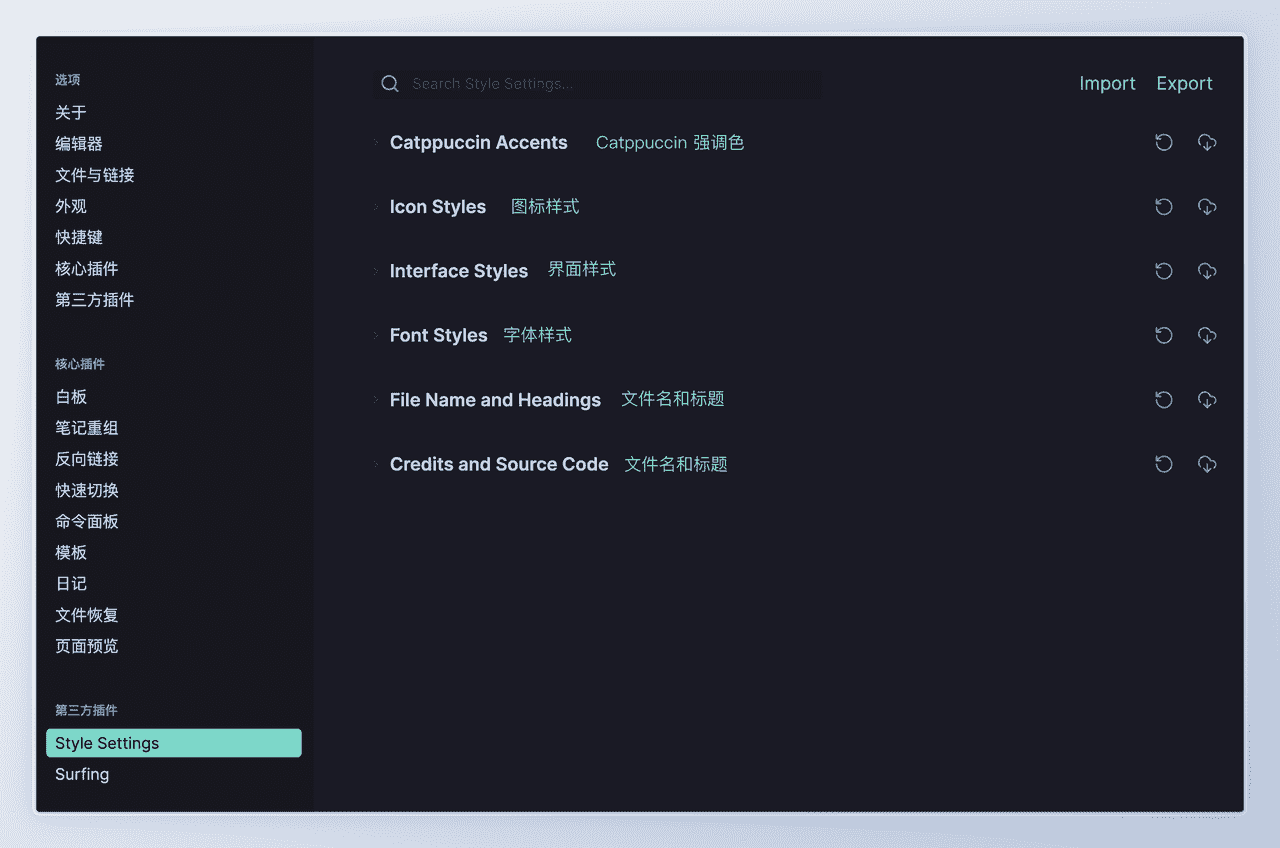 选项
关于
编辑器
文件与链接
外观
快捷键
核心插件
第三方插件
核心插件
白板
笔记重组
反向链接
快速切换
命令面板
模板
日记
文件恢复
页面预览
第三方插件
Style Settings
Surfing
Search Style Settings...
Import Export
Catppuccin Accents Catppuccin 强调色
Icon Styles 图标样式
Interface Styles 界面样式
Font Styles 字体样式
File Name and Headings 文件名和标题
Credits and Source Code 文件名和标题